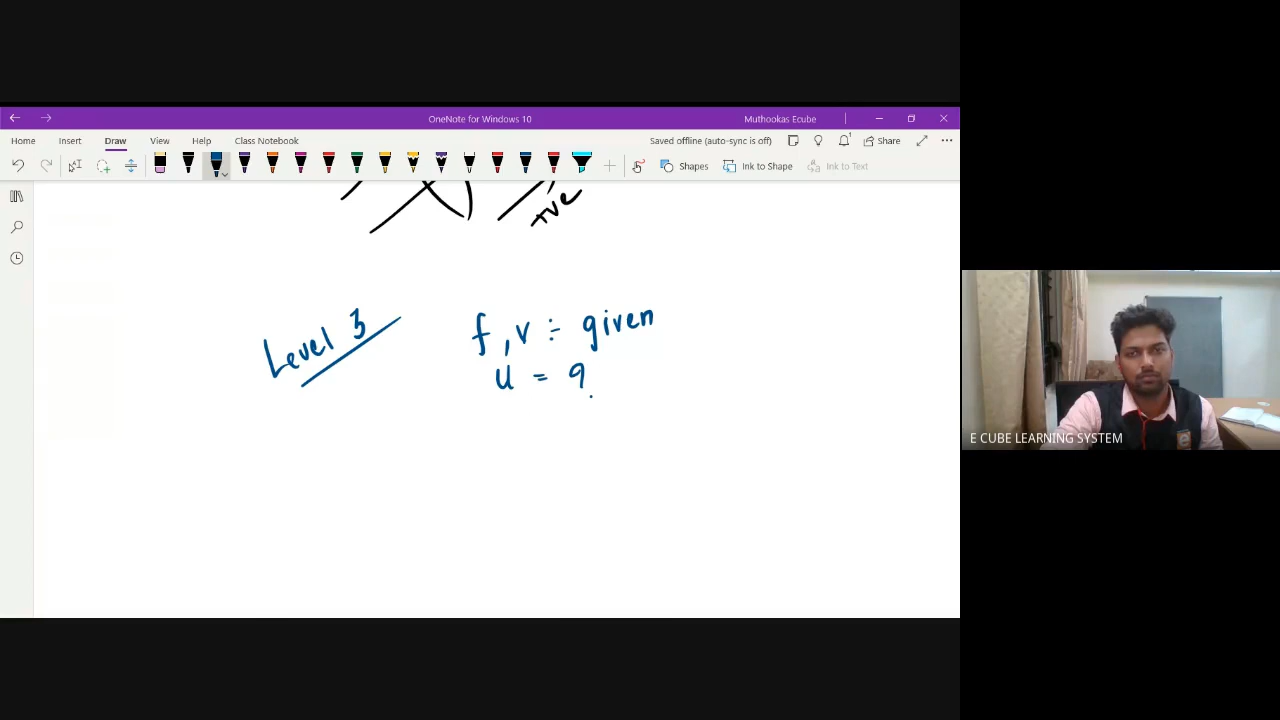 OneNote for Windows 10
Muthookas Ecube
Home Insert Draw View Help Class Notebook
Saved offline (auto-sync is off)
Share
Shapes
Ink to Shape
Ink to Text
+ve
Level 3
f, v :- given
u = ?
E CUBE LEARNING SYSTEM